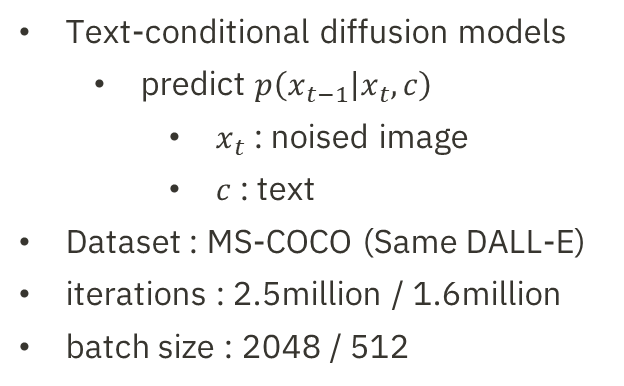 • Text-conditional diffusion models
• predict p(x_{t−1}|x_t, c)
• x_t : noised image
• c : text
• Dataset : MS-COCO (Same DALL-E)
• iterations : 2.5million / 1.6million
• batch size : 2048 / 512